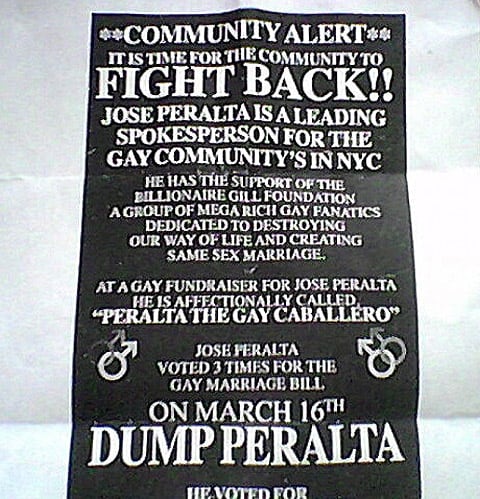 **COMMUNITY ALERT**
IT IS TIME FOR THE COMMUNITY TO
FIGHT BACK!!
JOSE PERALTA IS A LEADING
SPOKESPERSON FOR THE
GAY COMMUNITY'S IN NYC
HE HAS THE SUPPORT OF THE
BILLIONAIRE GILL FOUNDATION
A GROUP OF MEGA RICH GAY FANATICS
DEDICATED TO DESTROYING
OUR WAY OF LIFE AND CREATING
SAME SEX MARRIAGE.
AT A GAY FUNDRAISER FOR JOSE PERALTA
HE IS AFFECTIONALLY CALLED,
"PERALTA THE GAY CABALLERO"
JOSE PERALTA
VOTED 3 TIMES FOR THE
GAY MARRIAGE BILL
ON MARCH 16TH
DUMP PERALTA
HE VOTED FOR